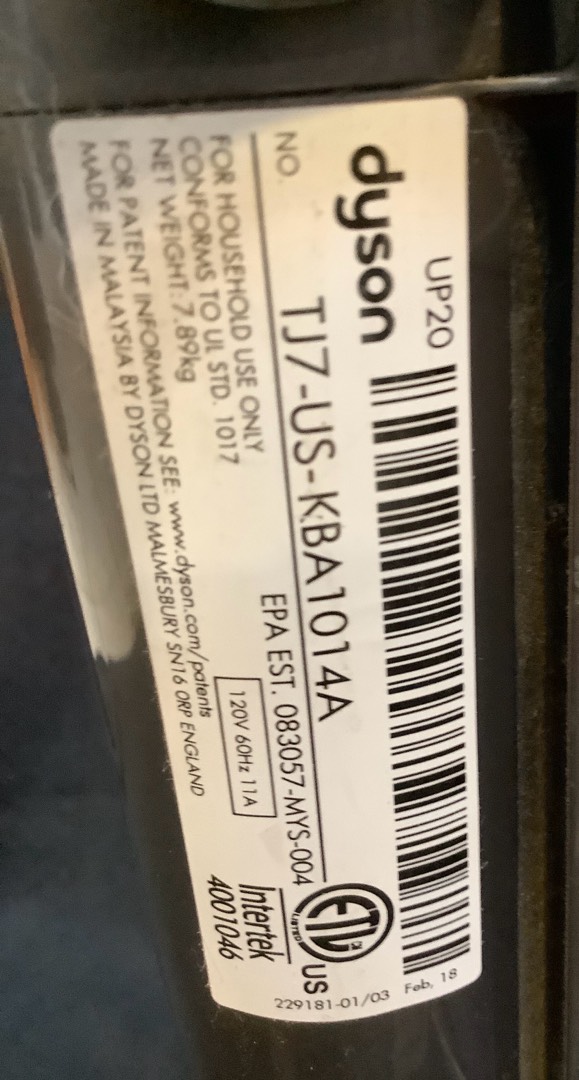 UP20
dyson
NO. TJ7-US-KBA1014A
EPA EST. 083057-MYS-004
FOR HOUSEHOLD USE ONLY
CONFORMS TO UL STD. 1017
NET WEIGHT: 7.89kg
120V 60Hz 11A
FOR PATENT INFORMATION SEE: www.dyson.com/patents
MADE IN MALAYSIA BY DYSON LTD MALMESBURY SN16 0RP ENGLAND
ETL
LISTED
US
Intertek
4001046
Feb, 18
229181-01/03